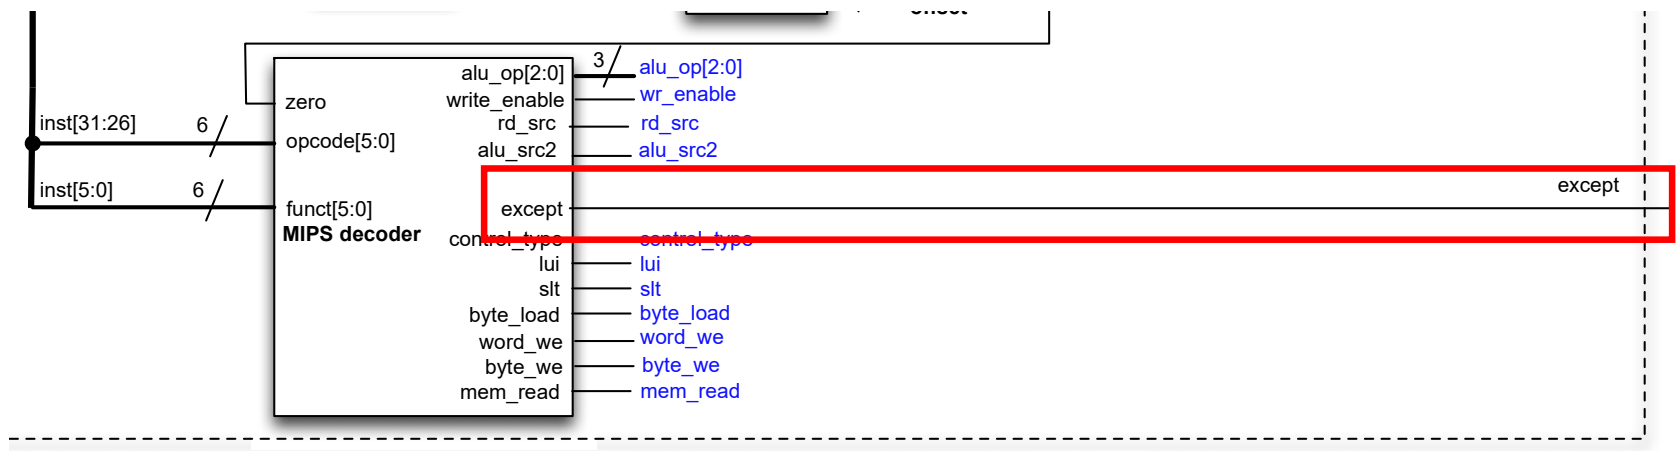 3
alu_op[2:0]
alu_op[2:0]
zero
write_enable
wr_enable
inst[31:26]
6
opcode[5:0]
rd_src
rd_src
alu_src2
alu_src2
inst[5:0]
6
funct[5:0]
except
except
MIPS decoder
control_type
control_type
lui
lui
slt
slt
byte_load
byte_load
word_we
word_we
byte_we
byte_we
mem_read
mem_read